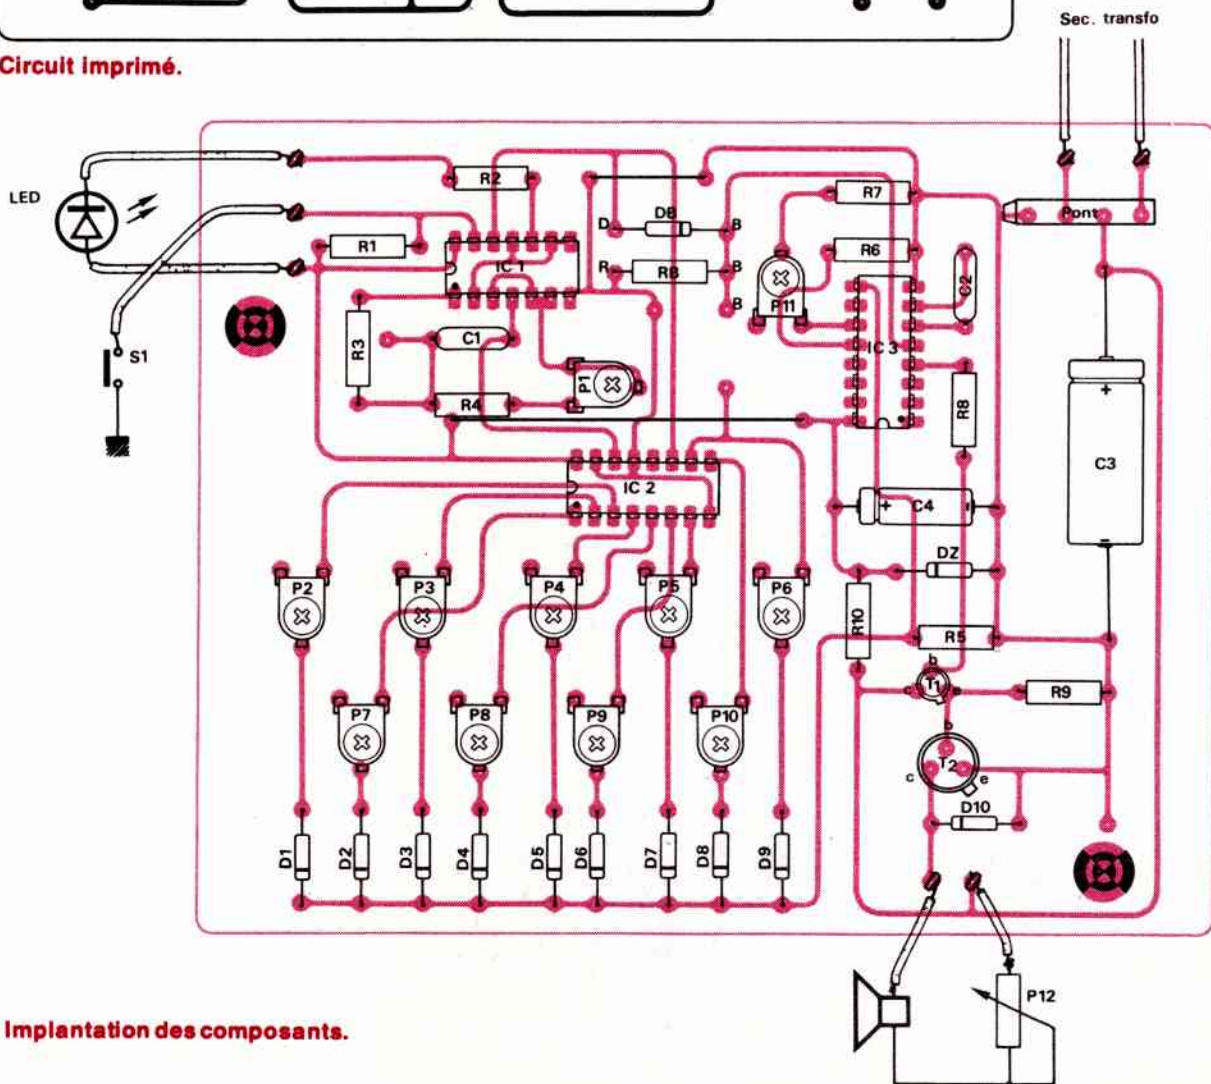 Sec. transfo
Circuit imprimé.
LED
R2
R7
Pont
D
DB
B
R1
IC 1
R6
R
RB
B
C2
P11
B
R3
C1
IC 3
S1
P1
R4
R8
C3
IC 2
C4
DZ
P2
P3
P4
P5
P6
R10
R5
b
T1
c
e
R9
P7
P8
P9
P10
b
T2
c
e
D10
D1
D2
D3
D4
D5
D6
D7
D8
D9
P12
Implantation des composants.